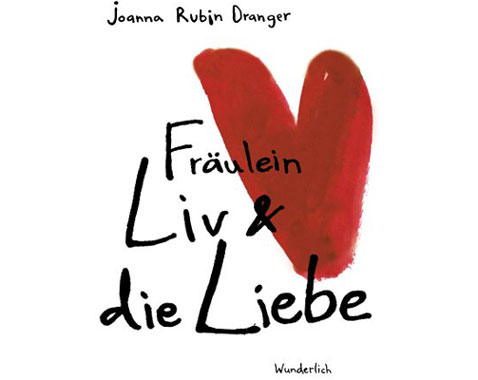 Joanna Rubin Dranger
Fräulein
Liv &
die Liebe
Wunderlich